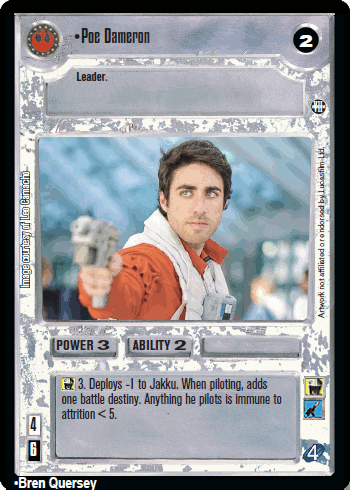 •Poe Dameron
2
Leader.
Image courtesy of Leo Camacho
Artwork not affiliated or endorsed by Lucasfilm Ltd.
POWER 3
ABILITY 2
3. Deploys -1 to Jakku. When piloting, adds
one battle destiny. Anything he pilots is immune to
attrition < 5.
4
6
4
•Bren Quersey